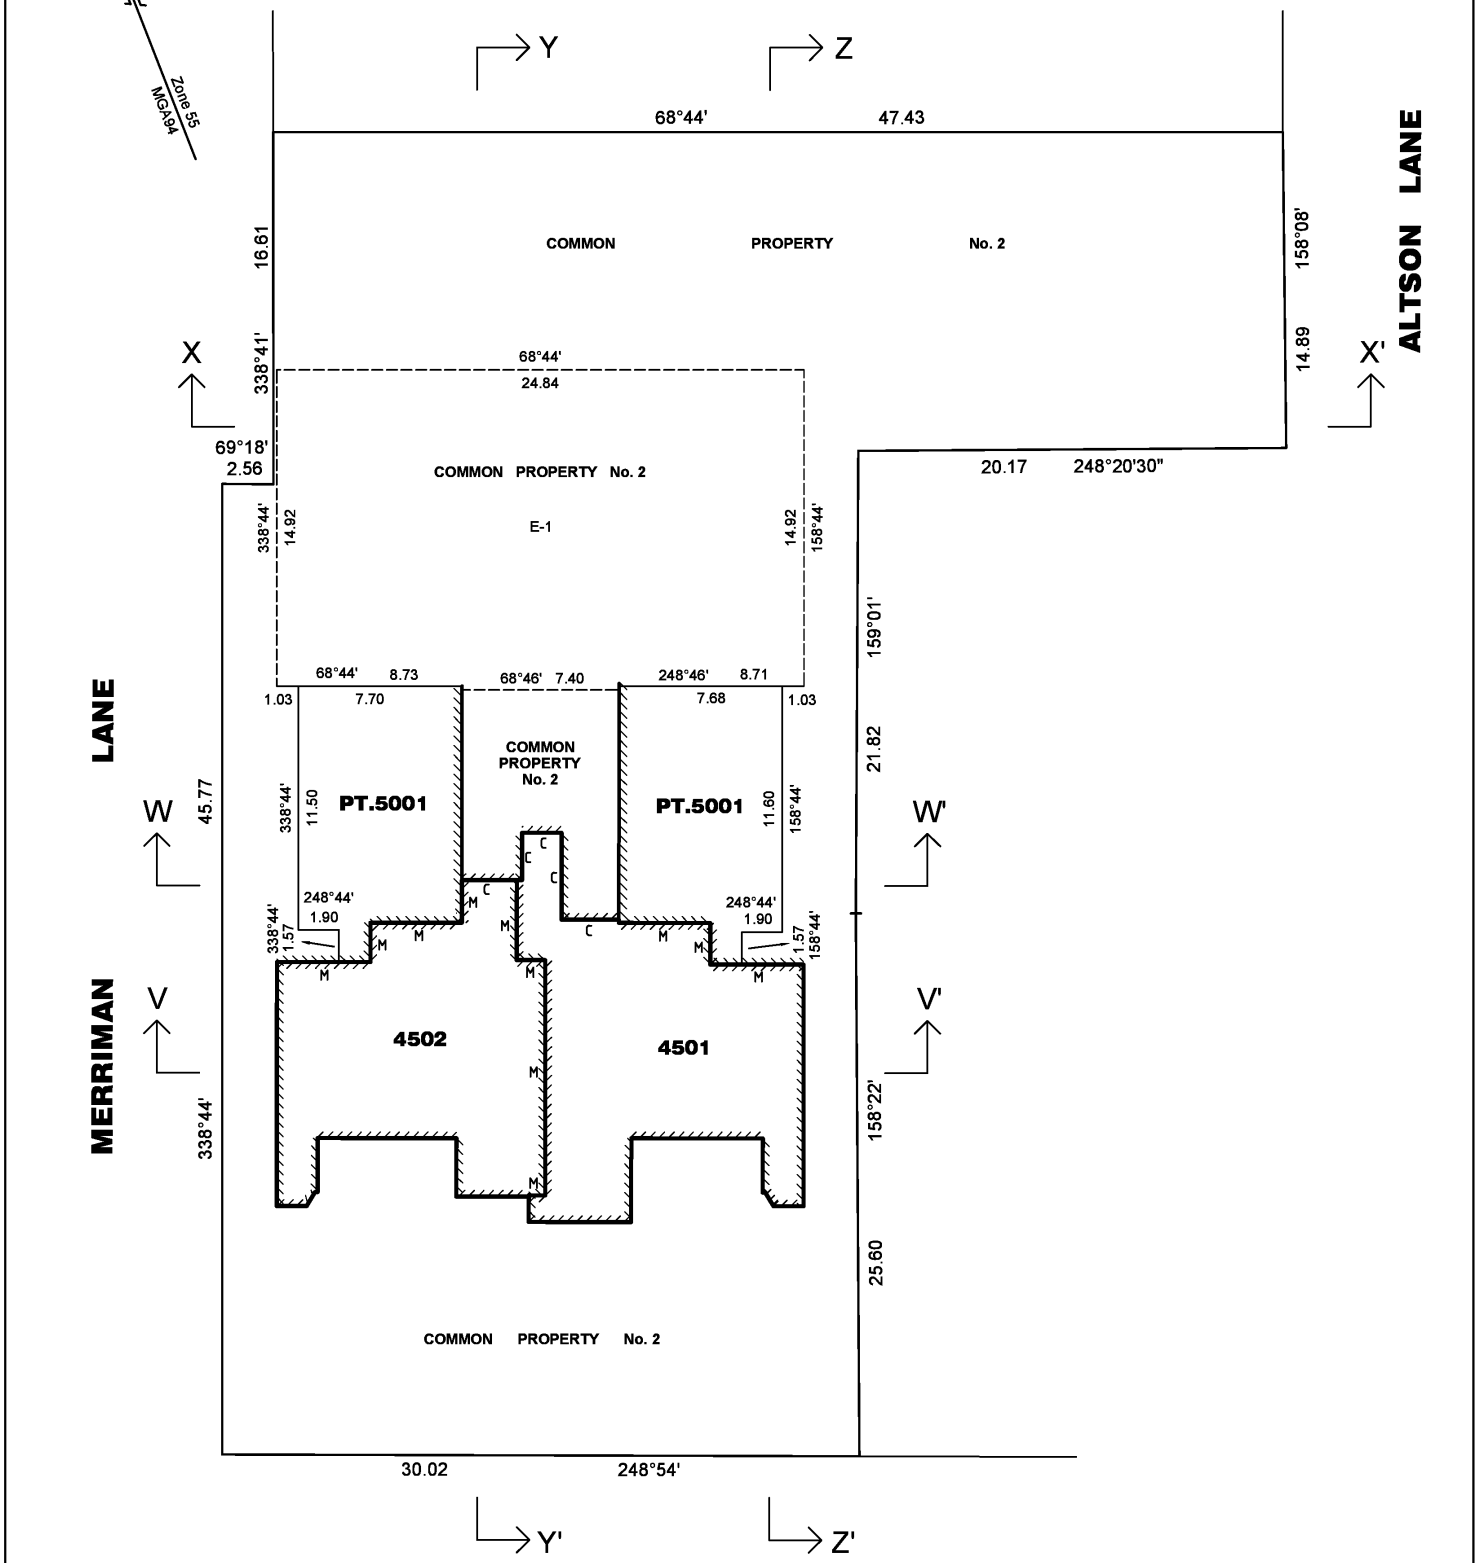 Zone 55
MGA94
Y
Z
68°44' 47.43
ALTSON LANE
16.61
338°41'
COMMON PROPERTY No. 2
158°08'
14.89
X
X'
68°44'
24.84
69°18'
2.56
COMMON PROPERTY No. 2
20.17 248°20'30"
338°44'
14.92
E-1
14.92
158°44'
159°01'
21.82
68°44' 8.73
68°46' 7.40
248°46' 8.71
1.03
7.70
7.68
1.03
MERRIMAN LANE
COMMON
PROPERTY
No. 2
45.77
338°44'
W
338°44'
11.50
PT.5001
PT.5001
11.60
158°44'
W'
C
C
C
C
M
248°44'
1.90
248°44'
1.90
338°44'
1.57
M
M
M
C
M
M
1.57
158°44'
M
M
M
V
4502
4501
V'
M
158°22'
25.60
M
COMMON PROPERTY No. 2
30.02 248°54'
Y'
Z'